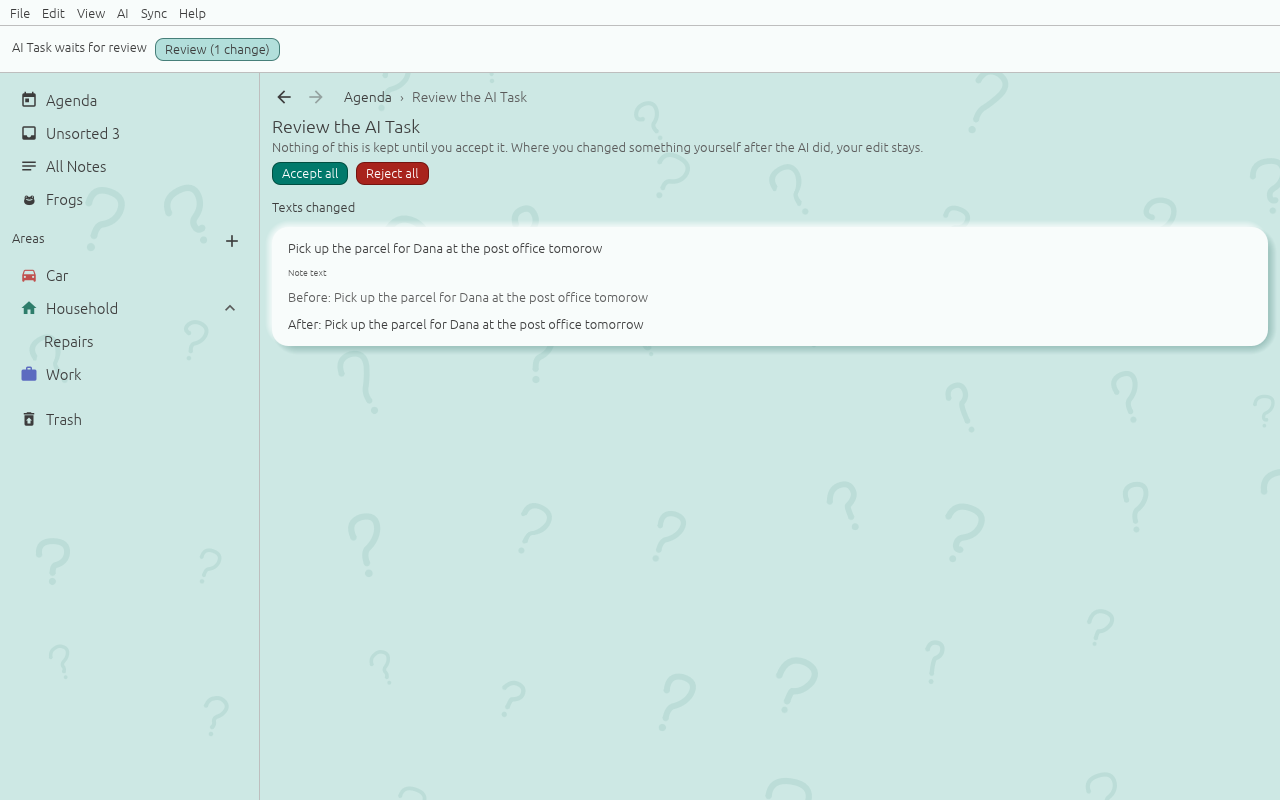 File Edit View AI Sync Help
AI Task waits for review Review (1 change)
Agenda
Unsorted 3
All Notes
Frogs
Areas
Car
Household
Repairs
Work
Trash
Agenda › Review the AI Task
Review the AI Task
Nothing of this is kept until you accept it. Where you changed something yourself after the AI did, your edit stays.
Accept all Reject all
Texts changed
Pick up the parcel for Dana at the post office tomorow
Note text
Before: Pick up the parcel for Dana at the post office tomorow
After: Pick up the parcel for Dana at the post office tomorrow